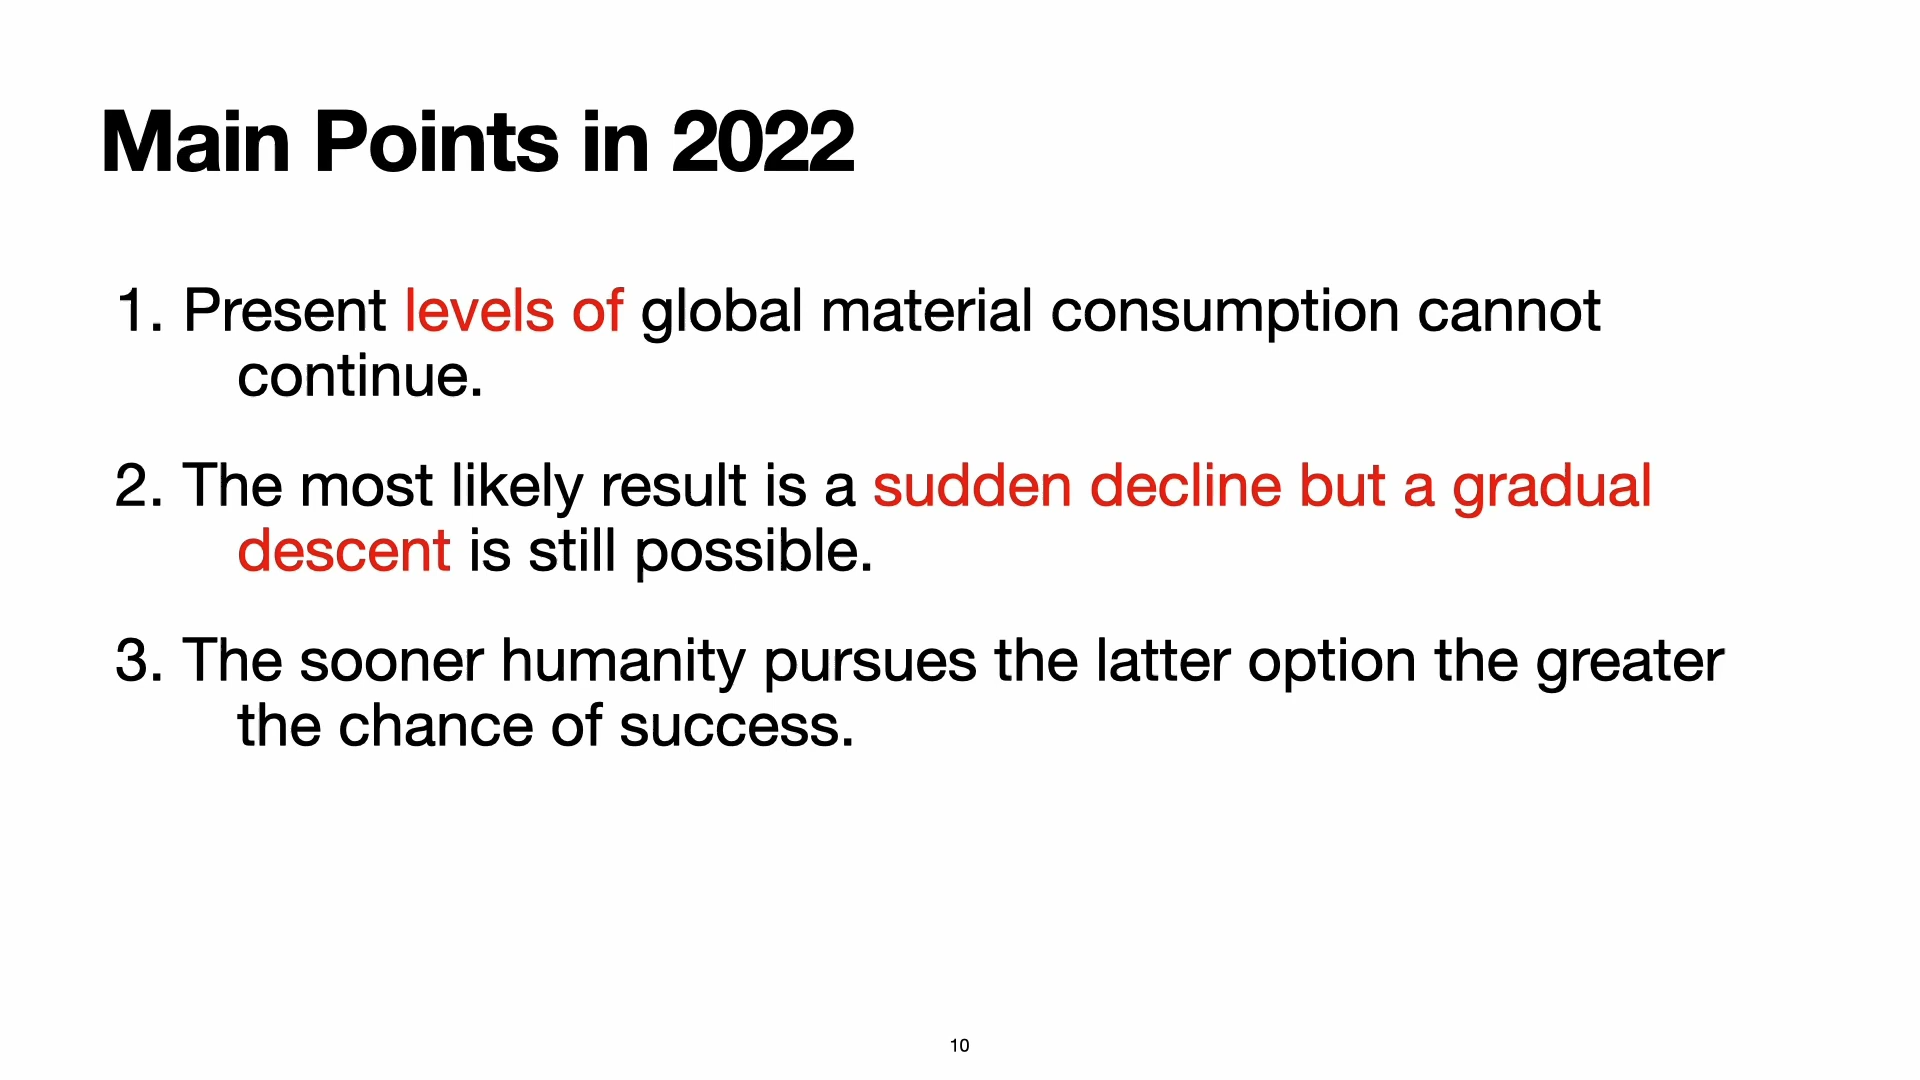 Main Points in 2022
1. Present levels of global material consumption cannot
continue.
2. The most likely result is a sudden decline but a gradual
descent is still possible.
3. The sooner humanity pursues the latter option the greater
the chance of success.
10